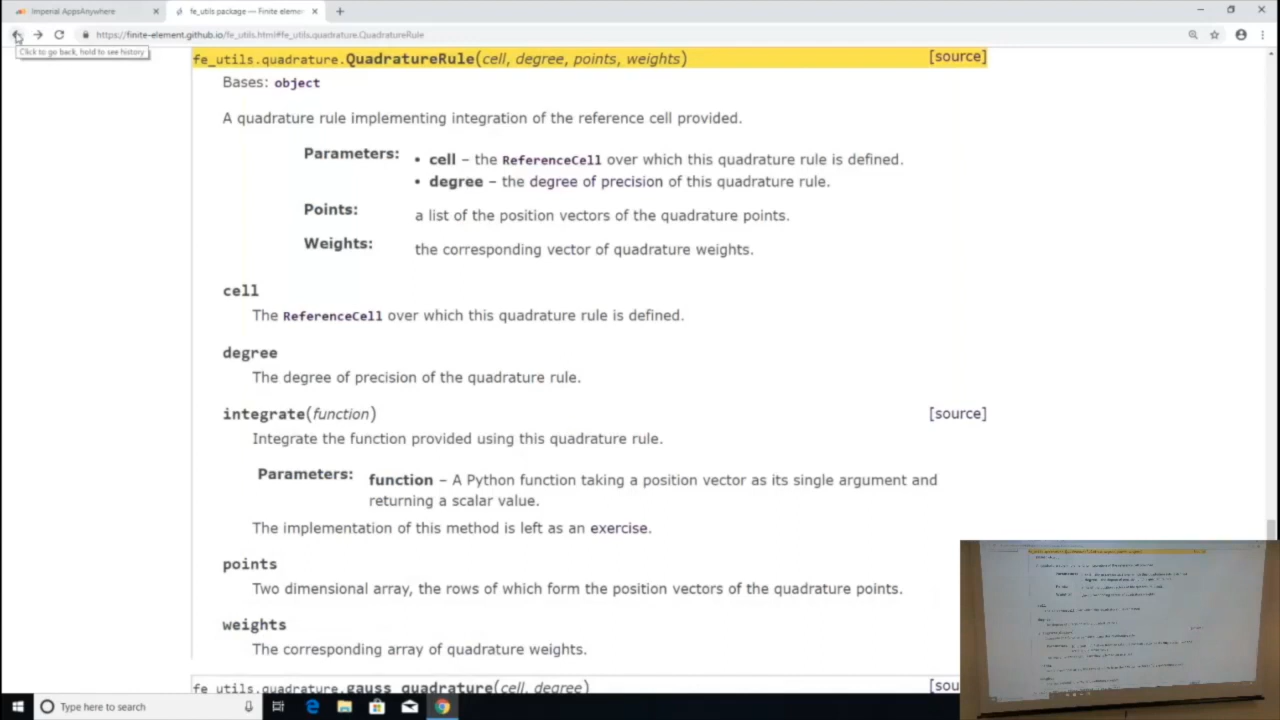 Imperial AppsAnywhere
fe_utils package — Finite elemen
https://finite-element.github.io/fe_utils.html#fe_utils.quadrature.QuadratureRule
Click to go back, hold to see history
fe_utils.quadrature.QuadratureRule(cell, degree, points, weights) [source]
Bases: object
A quadrature rule implementing integration of the reference cell provided.
Parameters: • cell – the ReferenceCell over which this quadrature rule is defined.
• degree – the degree of precision of this quadrature rule.
Points: a list of the position vectors of the quadrature points.
Weights: the corresponding vector of quadrature weights.
cell
The ReferenceCell over which this quadrature rule is defined.
degree
The degree of precision of the quadrature rule.
integrate(function) [source]
Integrate the function provided using this quadrature rule.
Parameters: function – A Python function taking a position vector as its single argument and
returning a scalar value.
The implementation of this method is left as an exercise.
points
Two dimensional array, the rows of which form the position vectors of the quadrature points.
weights
The corresponding array of quadrature weights.
fe_utils.quadrature.gauss_quadrature(cell, degree) [sou
Type here to search